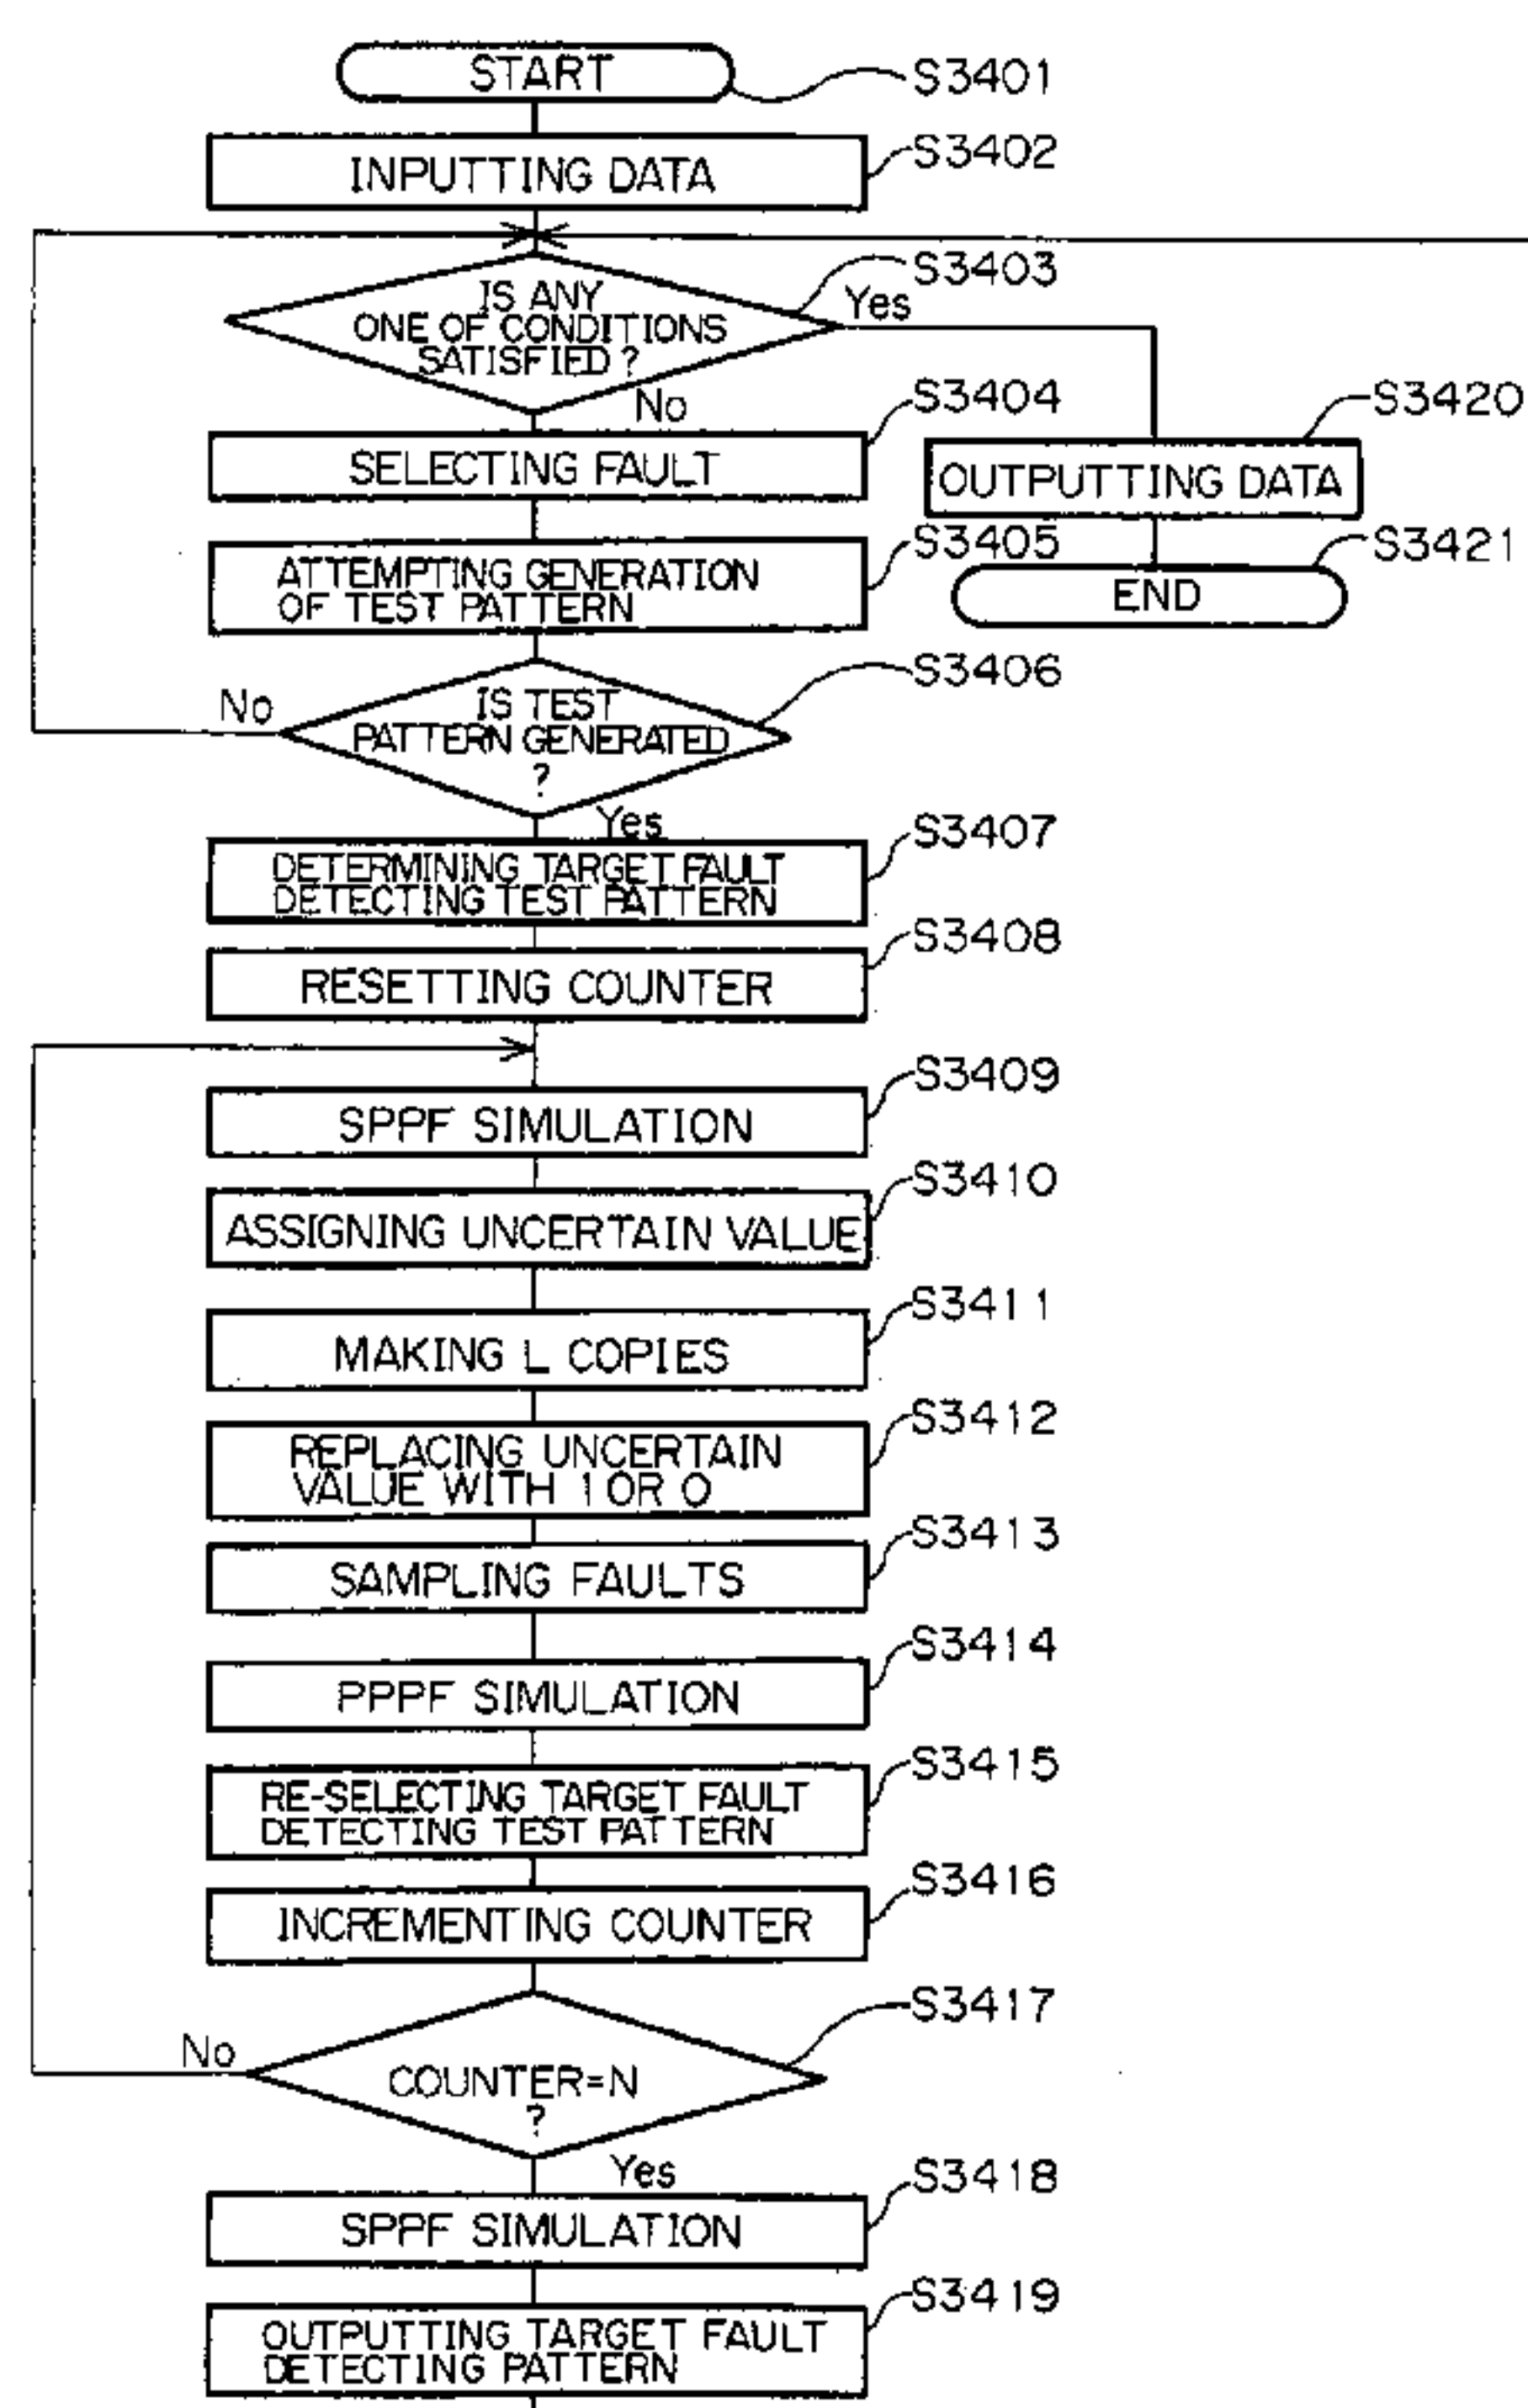 START
S3401
INPUTTING DATA
S3402
IS ANY
ONE OF CONDITIONS
SATISFIED ?
S3403
Yes
No
SELECTING FAULT
S3404
OUTPUTTING DATA
S3420
ATTEMPTING GENERATION
OF TEST PATTERN
S3405
END
S3421
IS TEST
PATTERN GENERATED
?
S3406
No
Yes
DETERMINING TARGET FAULT
DETECTING TEST PATTERN
S3407
RESETTING COUNTER
S3408
SPPF SIMULATION
S3409
ASSIGNING UNCERTAIN VALUE
S3410
MAKING L COPIES
S3411
REPLACING UNCERTAIN
VALUE WITH 1 OR 0
S3412
SAMPLING FAULTS
S3413
PPPF SIMULATION
S3414
RE-SELECTING TARGET FAULT
DETECTING TEST PATTERN
S3415
INCREMENTING COUNTER
S3416
COUNTER=N
?
S3417
No
Yes
SPPF SIMULATION
S3418
OUTPUTTING TARGET FAULT
DETECTING PATTERN
S3419